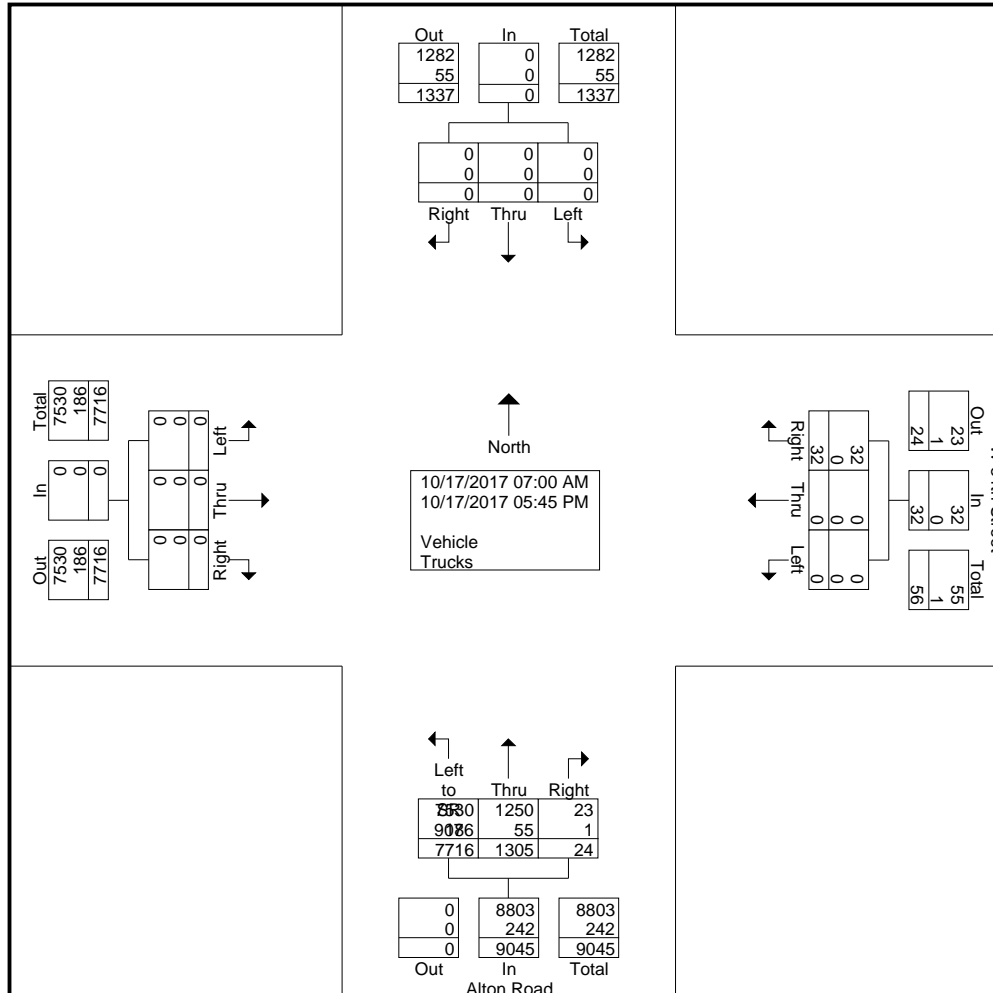 Out In Total
1282 0 1282
55 0 55
1337 0 1337
0 0 0
0 0 0
0 0 0
Right Thru Left
Total
7530
186
7716
In
0
0
0
Out
7530
186
7716
Left
0
0
0
Thru
0
0
0
Right
0
0
0
North
10/17/2017 07:00 AM
10/17/2017 05:45 PM
Vehicle
Trucks
Right
32
0
32
Thru
0
0
0
Left
0
0
0
Out
23
1
24
In
32
0
32
Total
55
1
56
Left
to Thru Right
1250 23
55 1
7716 1305 24
0 8803 8803
0 242 242
0 9045 9045
Out In Total
Alton Road